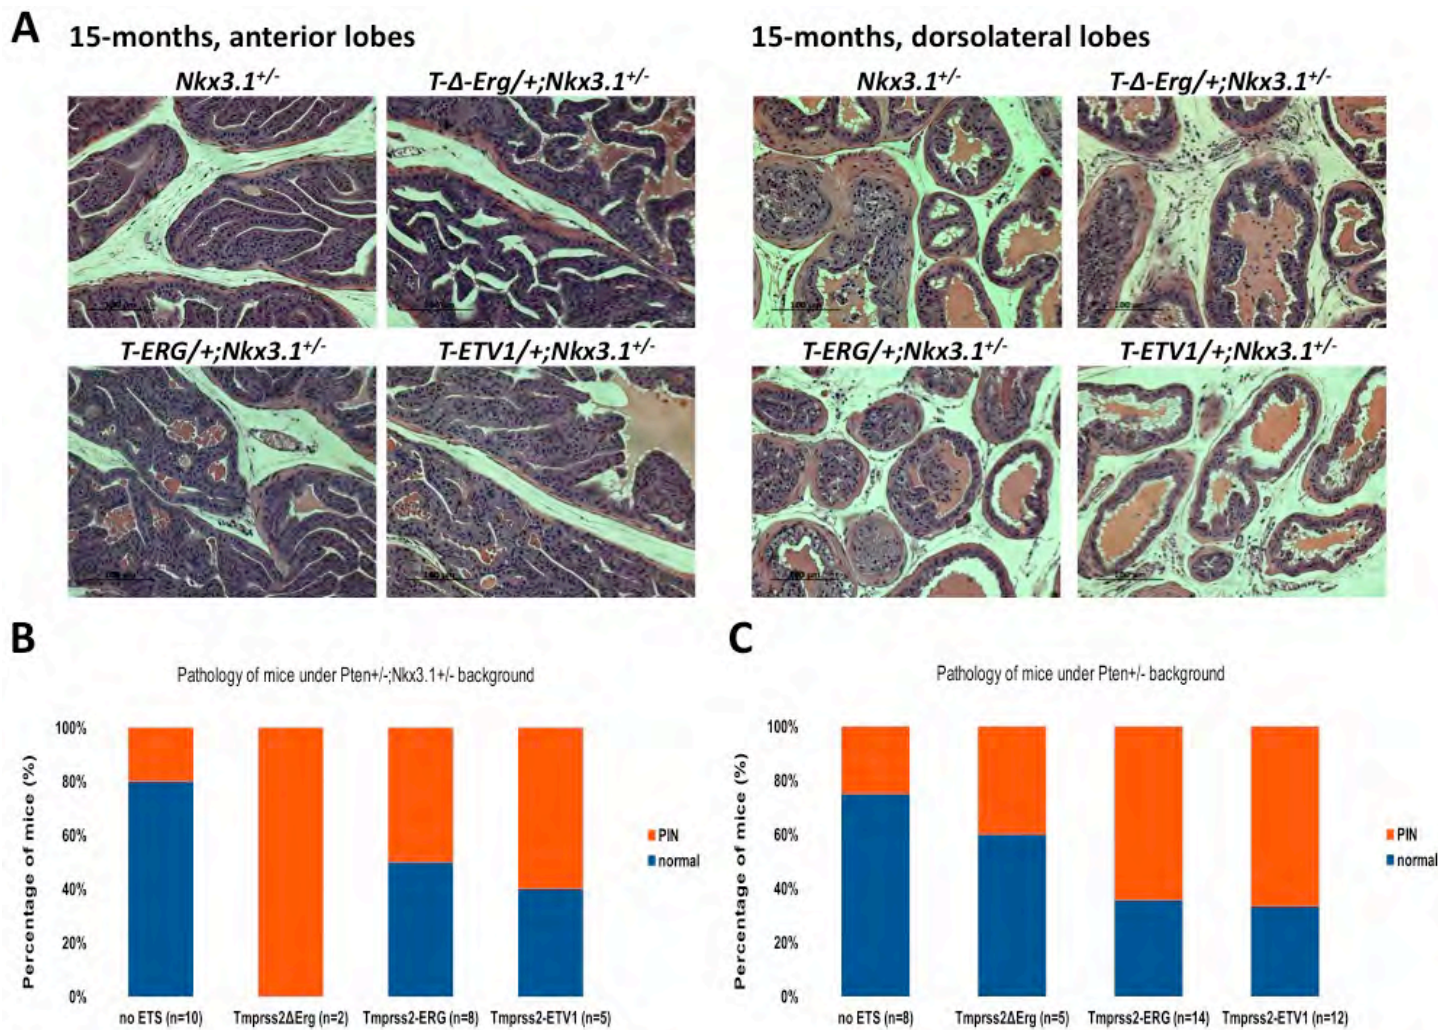 A
15-months, anterior lobes
15-months, dorsolateral lobes
Nkx3.1+/-
T-Δ-Erg/+;Nkx3.1+/-
Nkx3.1+/-
T-Δ-Erg/+;Nkx3.1+/-
T-ERG/+;Nkx3.1+/-
T-ETV1/+;Nkx3.1+/-
T-ERG/+;Nkx3.1+/-
T-ETV1/+;Nkx3.1+/-
B
Pathology of mice under Pten+/-;Nkx3.1+/- background
Percentage of mice (%)
100%
80%
60%
40%
20%
0%
PIN
normal
no ETS (n=10)
Tmprss2ΔErg (n=2)
Tmprss2-ERG (n=8)
Tmprss2-ETV1 (n=5)
C
Pathology of mice under Pten+/- background
Percentage of mice (%)
100%
80%
60%
40%
20%
0%
PIN
normal
no ETS (n=8)
Tmprss2ΔErg (n=5)
Tmprss2-ERG (n=14)
Tmprss2-ETV1 (n=12)